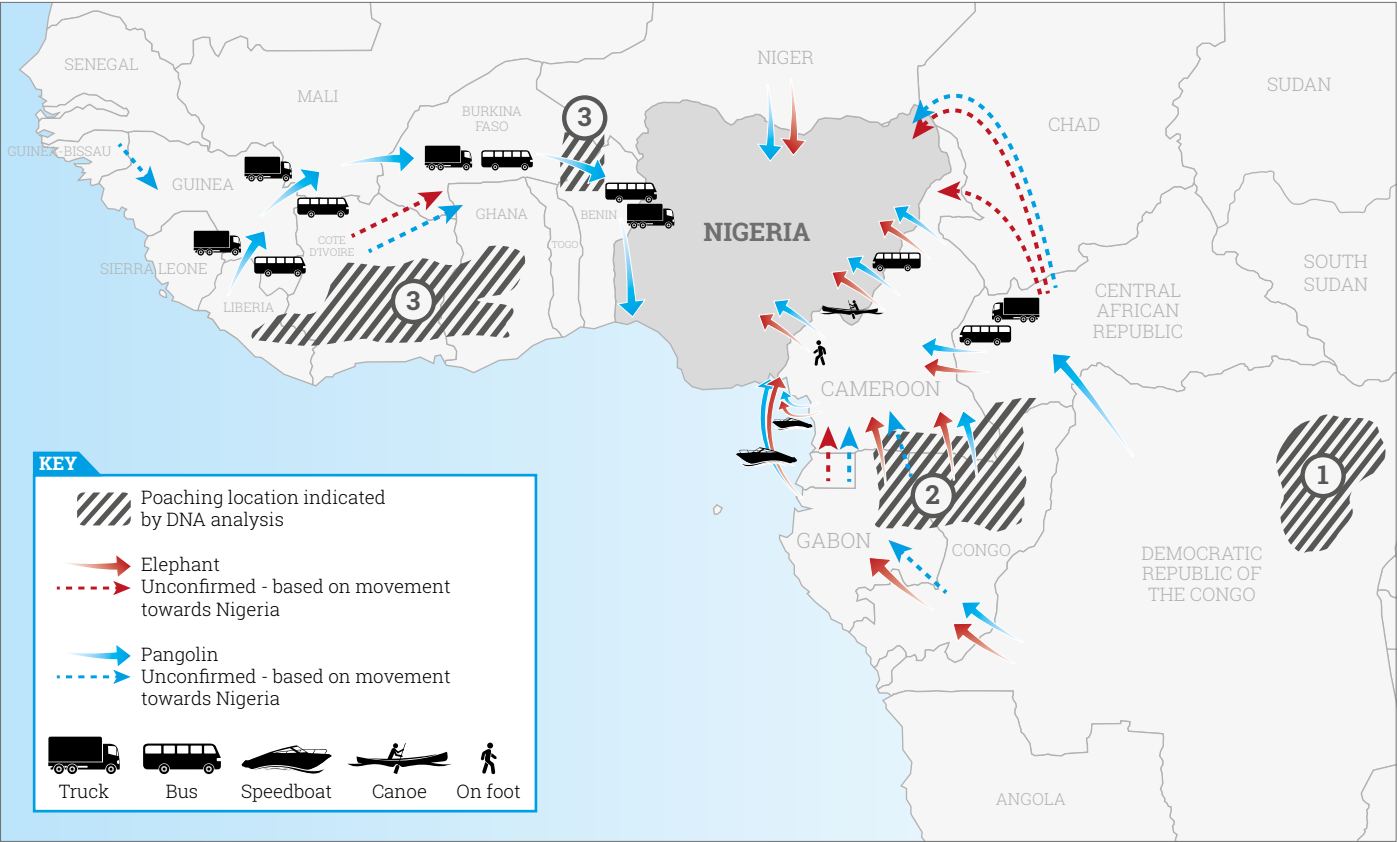 SENEGAL
MALI
NIGER
SUDAN
CHAD
BURKINA
FASO
3
GUINEA-BISSAU
GUINEA
GHANA
BENIN
TOGO
COTE
D'IVOIRE
NIGERIA
SIERRA LEONE
LIBERIA
3
SOUTH
SUDAN
CENTRAL
AFRICAN
REPUBLIC
CAMEROON
1
2
GABON
CONGO
DEMOCRATIC
REPUBLIC OF
THE CONGO
ANGOLA
KEY
Poaching location indicated
by DNA analysis
Elephant
Unconfirmed - based on movement
towards Nigeria
Pangolin
Unconfirmed - based on movement
towards Nigeria
Truck
Bus
Speedboat
Canoe
On foot